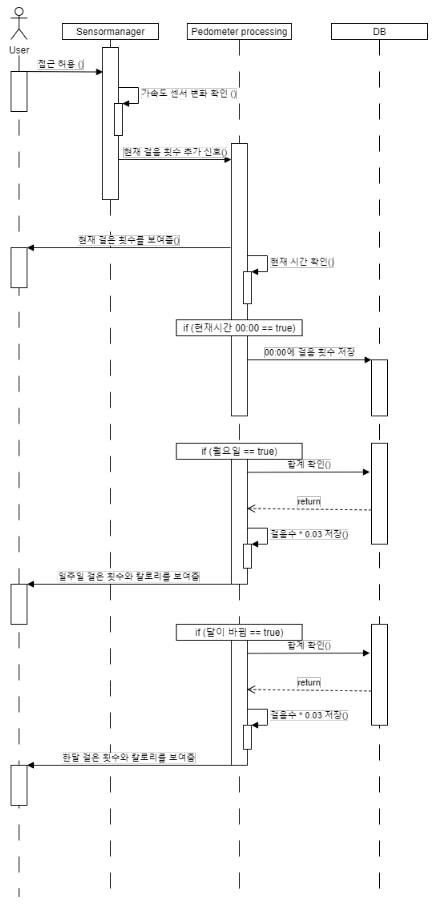 User
Sensormanager
Pedometer processing
DB
접근 허용 ()
가속도 센서 변화 확인 ()
현재 걸음 횟수 추가 신호()
현재 걸은 횟수를 보여줌()
현재 시간 확인()
if (현재시간 00:00 == true)
00:00에 걸음 횟수 저장
if (월요일 == true)
합계 확인()
return
걸음수 * 0.03 저장()
일주일 걸은 횟수와 칼로리를 보여줌
if (달이 바뀜 == true)
합계 확인()
return
걸음수 * 0.03 저장()
한달 걸은 횟수와 칼로리를 보여줌